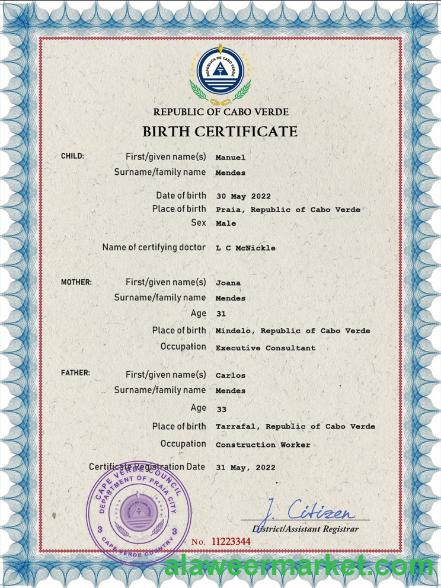 REPÚBLICA DE CABO VERDE
REPUBLIC OF CABO VERDE
BIRTH CERTIFICATE
CHILD: First/given name(s) Manuel
Surname/family name Mendes
Date of birth 30 May 2022
Place of birth Praia, Republic of Cabo Verde
Sex Male
Name of certifying doctor L C McNickle
MOTHER: First/given name(s) Joana
Surname/family name Mendes
Age 31
Place of birth Mindelo, Republic of Cabo Verde
Occupation Executive Consultant
FATHER: First/given name(s) Carlos
Surname/family name Mendes
Age 33
Place of birth Tarrafal, Republic of Cabo Verde
Occupation Construction Worker
Certificate Registration Date 31 May, 2022
CAPE VERDE COUNCIL
DEPARTMENT OF PRAIA CITY
CAPE VERDE COUNTRY
J. Citizen
District/Assistant Registrar
No. 11223344
alaweermarket.com